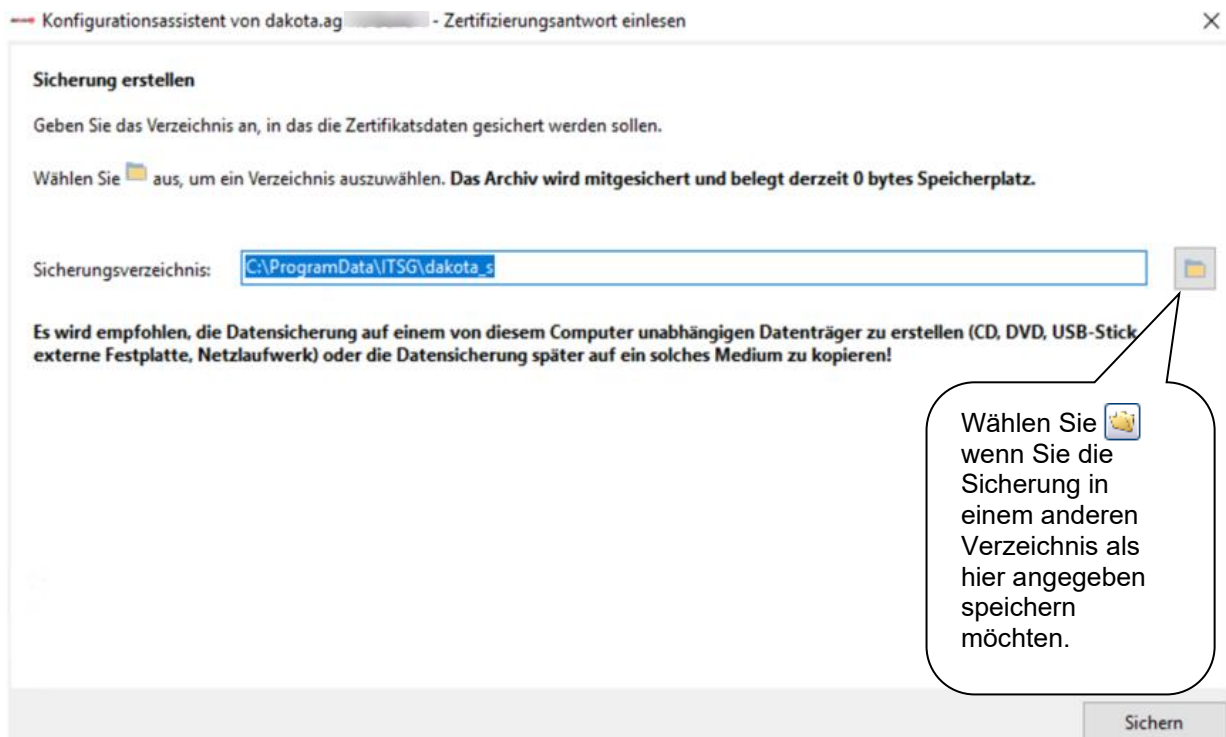 Konfigurationsassistent von dakota.ag - Zertifizierungsantwort einlesen
Sicherung erstellen
Geben Sie das Verzeichnis an, in das die Zertifikatsdaten gesichert werden sollen.
Wählen Sie aus, um ein Verzeichnis auszuwählen. Das Archiv wird mitgesichert und belegt derzeit 0 bytes Speicherplatz.
Sicherungsverzeichnis: C:\ProgramData\ITSG\dakota_s
Es wird empfohlen, die Datensicherung auf einem von diesem Computer unabhängigen Datenträger zu erstellen (CD, DVD, USB-Stick
externe Festplatte, Netzlaufwerk) oder die Datensicherung später auf ein solches Medium zu kopieren!
Wählen Sie
wenn Sie die
Sicherung in
einem anderen
Verzeichnis als
hier angegeben
speichern
möchten.
Sichern